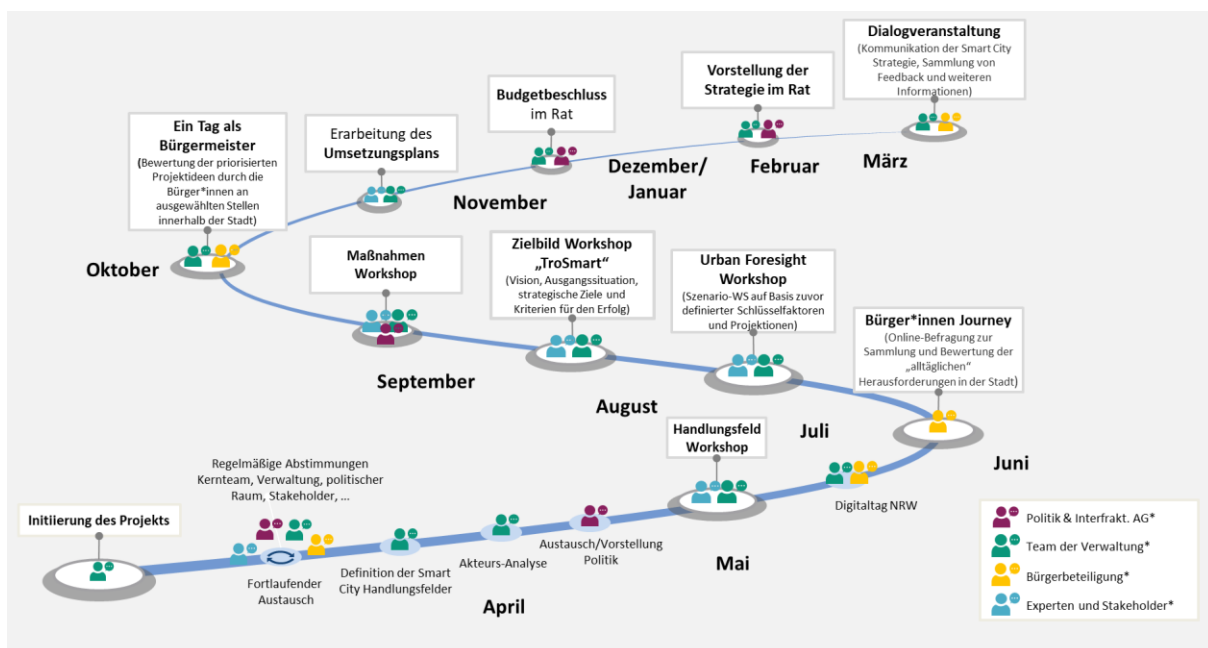 Dialogveranstaltung
(Kommunikation der Smart City
Strategie, Sammlung von
Feedback und weiteren
Informationen)
Vorstellung der
Strategie im Rat
Budgetbeschluss
im Rat
Ein Tag als
Bürgermeister
(Bewertung der priorisierten
Projektideen durch die
Bürger*innen an
ausgewählten Stellen
innerhalb der Stadt)
Erarbeitung des
Umsetzungsplans
Oktober
November
Dezember/
Januar
Februar
März
Maßnahmen
Workshop
Zielbild Workshop
„TroSmart“
(Vision, Ausgangssituation,
strategische Ziele und
Kriterien für den Erfolg)
Urban Foresight
Workshop
(Szenario-WS auf Basis zuvor
definierter Schlüsselfaktoren
und Projektionen)
Bürger*innen Journey
(Online-Befragung zur
Sammlung und Bewertung der
„alltäglichen“
Herausforderungen in der Stadt)
September
August
Juli
Juni
Handlungsfeld
Workshop
Regelmäßige Abstimmungen
Kernteam, Verwaltung, politischer
Raum, Stakeholder, ...
Initiierung des Projekts
Fortlaufender
Austausch
Definition der Smart
City Handlungsfelder
Akteurs-Analyse
Austausch/Vorstellung
Politik
Digitaltag NRW
April
Mai
Politik & Interfrakt. AG*
Team der Verwaltung*
Bürgerbeteiligung*
Experten und Stakeholder*